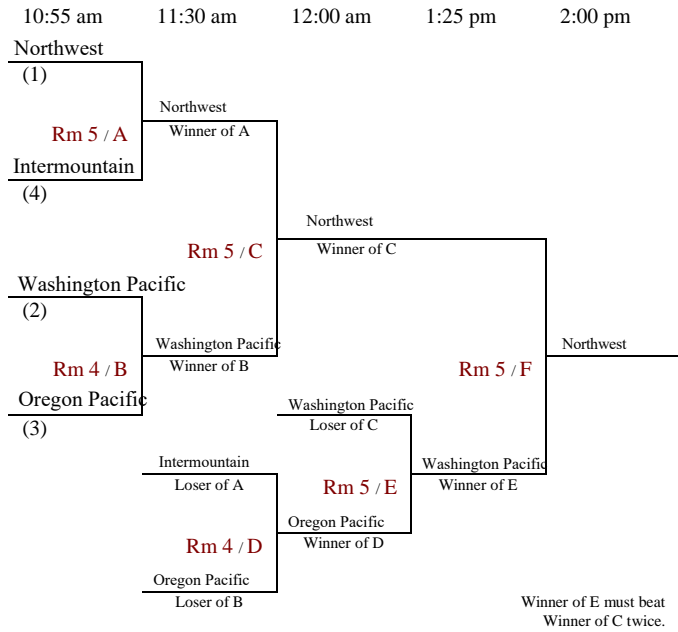 10:55 am 11:30 am 12:00 am 1:25 pm 2:00 pm
Northwest
(1)
Northwest
Rm 5 / A
Winner of A
Intermountain
(4)
Northwest
Rm 5 / C
Winner of C
Washington Pacific
(2)
Washington Pacific
Northwest
Rm 4 / B
Winner of B
Rm 5 / F
Oregon Pacific
Washington Pacific
(3)
Loser of C
Intermountain
Washington Pacific
Loser of A
Rm 5 / E
Winner of E
Oregon Pacific
Rm 4 / D
Winner of D
Oregon Pacific
Loser of B
Winner of E must beat
Winner of C twice.